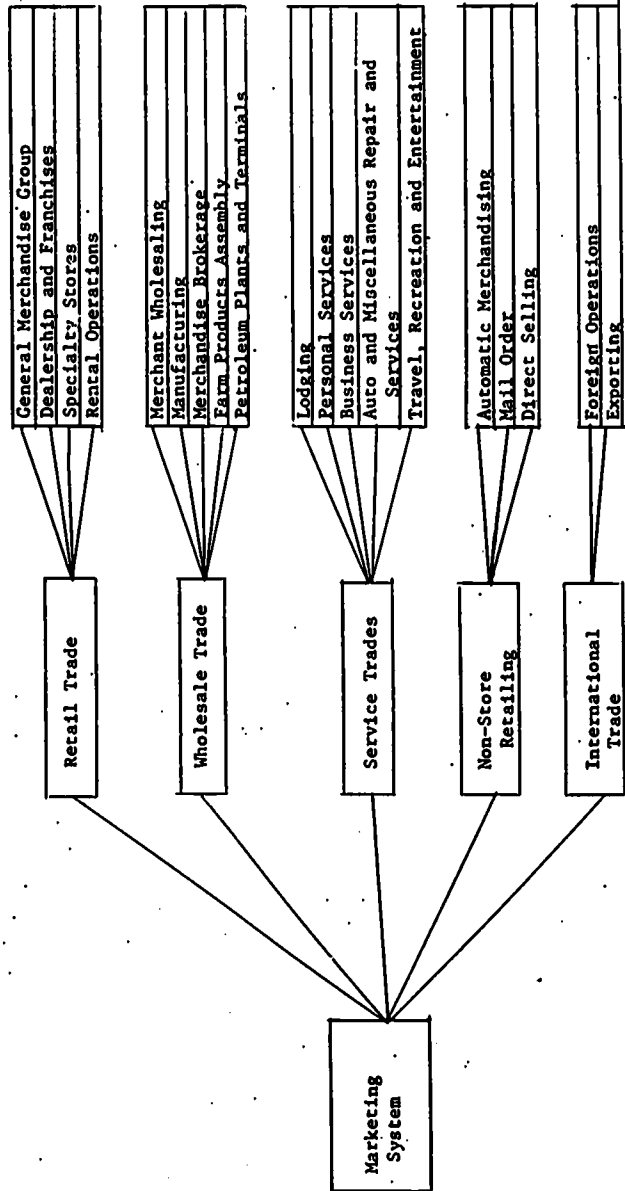 Marketing
System
Retail Trade
General Merchandise Group
Dealership and Franchises
Specialty Stores
Rental Operations
Wholesale Trade
Merchant Wholesaling
Manufacturing
Merchandise Brokerage
Farm Products Assembly
Petroleum Plants and Terminals
Service Trades
Lodging
Personal Services
Business Services
Auto and Miscellaneous Repair and
Services
Travel, Recreation and Entertainment
Non-Store
Retailing
Automatic Merchandising
Mail Order
Direct Selling
International
Trade
Foreign Operations
Exporting